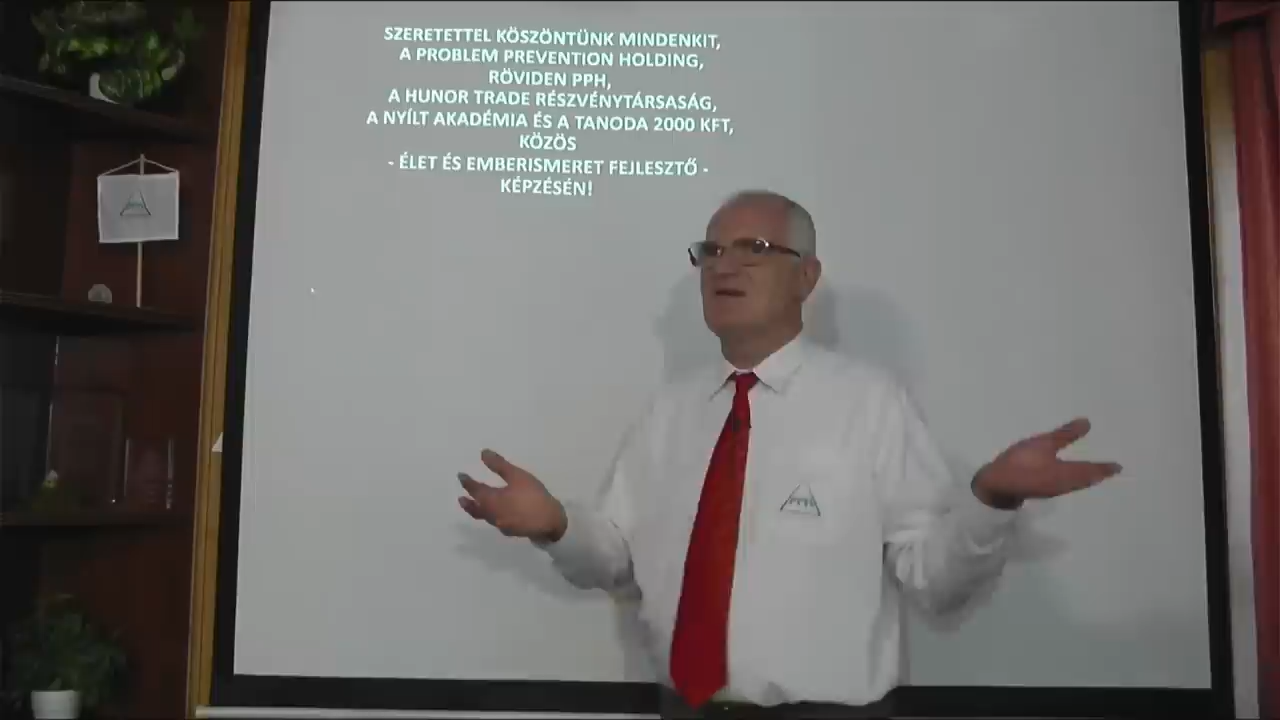 SZERETETTEL KÖSZÖNTÜNK MINDENKIT,
A PROBLEM PREVENTION HOLDING,
RÖVIDEN PPH,
A HUNOR TRADE RÉSZVÉNYTÁRSASÁG,
A NYÍLT AKADÉMIA ÉS A TANODA 2000 KFT,
KÖZÖS
- ÉLET ÉS EMBERISMERET FEJLESZTŐ -
KÉPZÉSÉN!